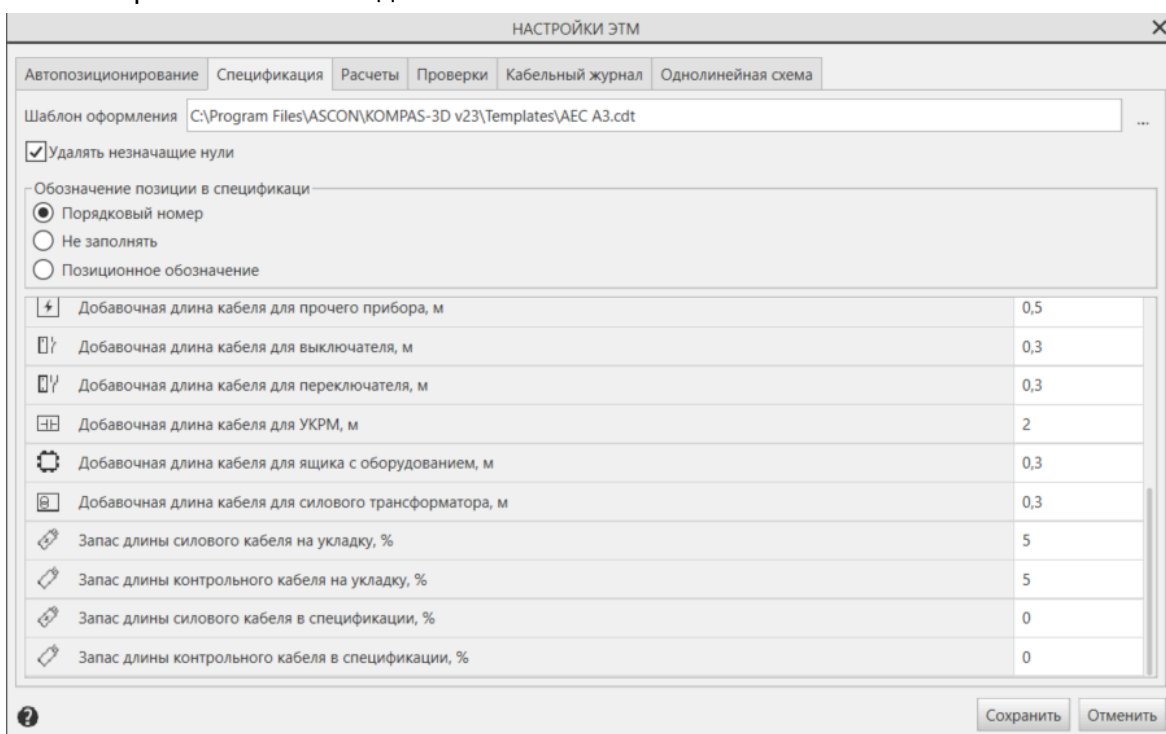 НАСТРОЙКИ ЭТМ
Автопозиционирование Спецификация Расчеты Проверки Кабельный журнал Однолинейная схема
Шаблон оформления C:\Program Files\ASCON\KOMPAS-3D v23\Templates\AEC A3.cdt ...
Удалять незначащие нули
Обозначение позиции в спецификаци
Порядковый номер
Не заполнять
Позиционное обозначение
Добавочная длина кабеля для прочего прибора, м 0,5
Добавочная длина кабеля для выключателя, м 0,3
Добавочная длина кабеля для переключателя, м 0,3
Добавочная длина кабеля для УКРМ, м 2
Добавочная длина кабеля для ящика с оборудованием, м 0,3
Добавочная длина кабеля для силового трансформатора, м 0,3
Запас длины силового кабеля на укладку, % 5
Запас длины контрольного кабеля на укладку, % 5
Запас длины силового кабеля в спецификации, % 0
Запас длины контрольного кабеля в спецификации, % 0
Сохранить Отменить